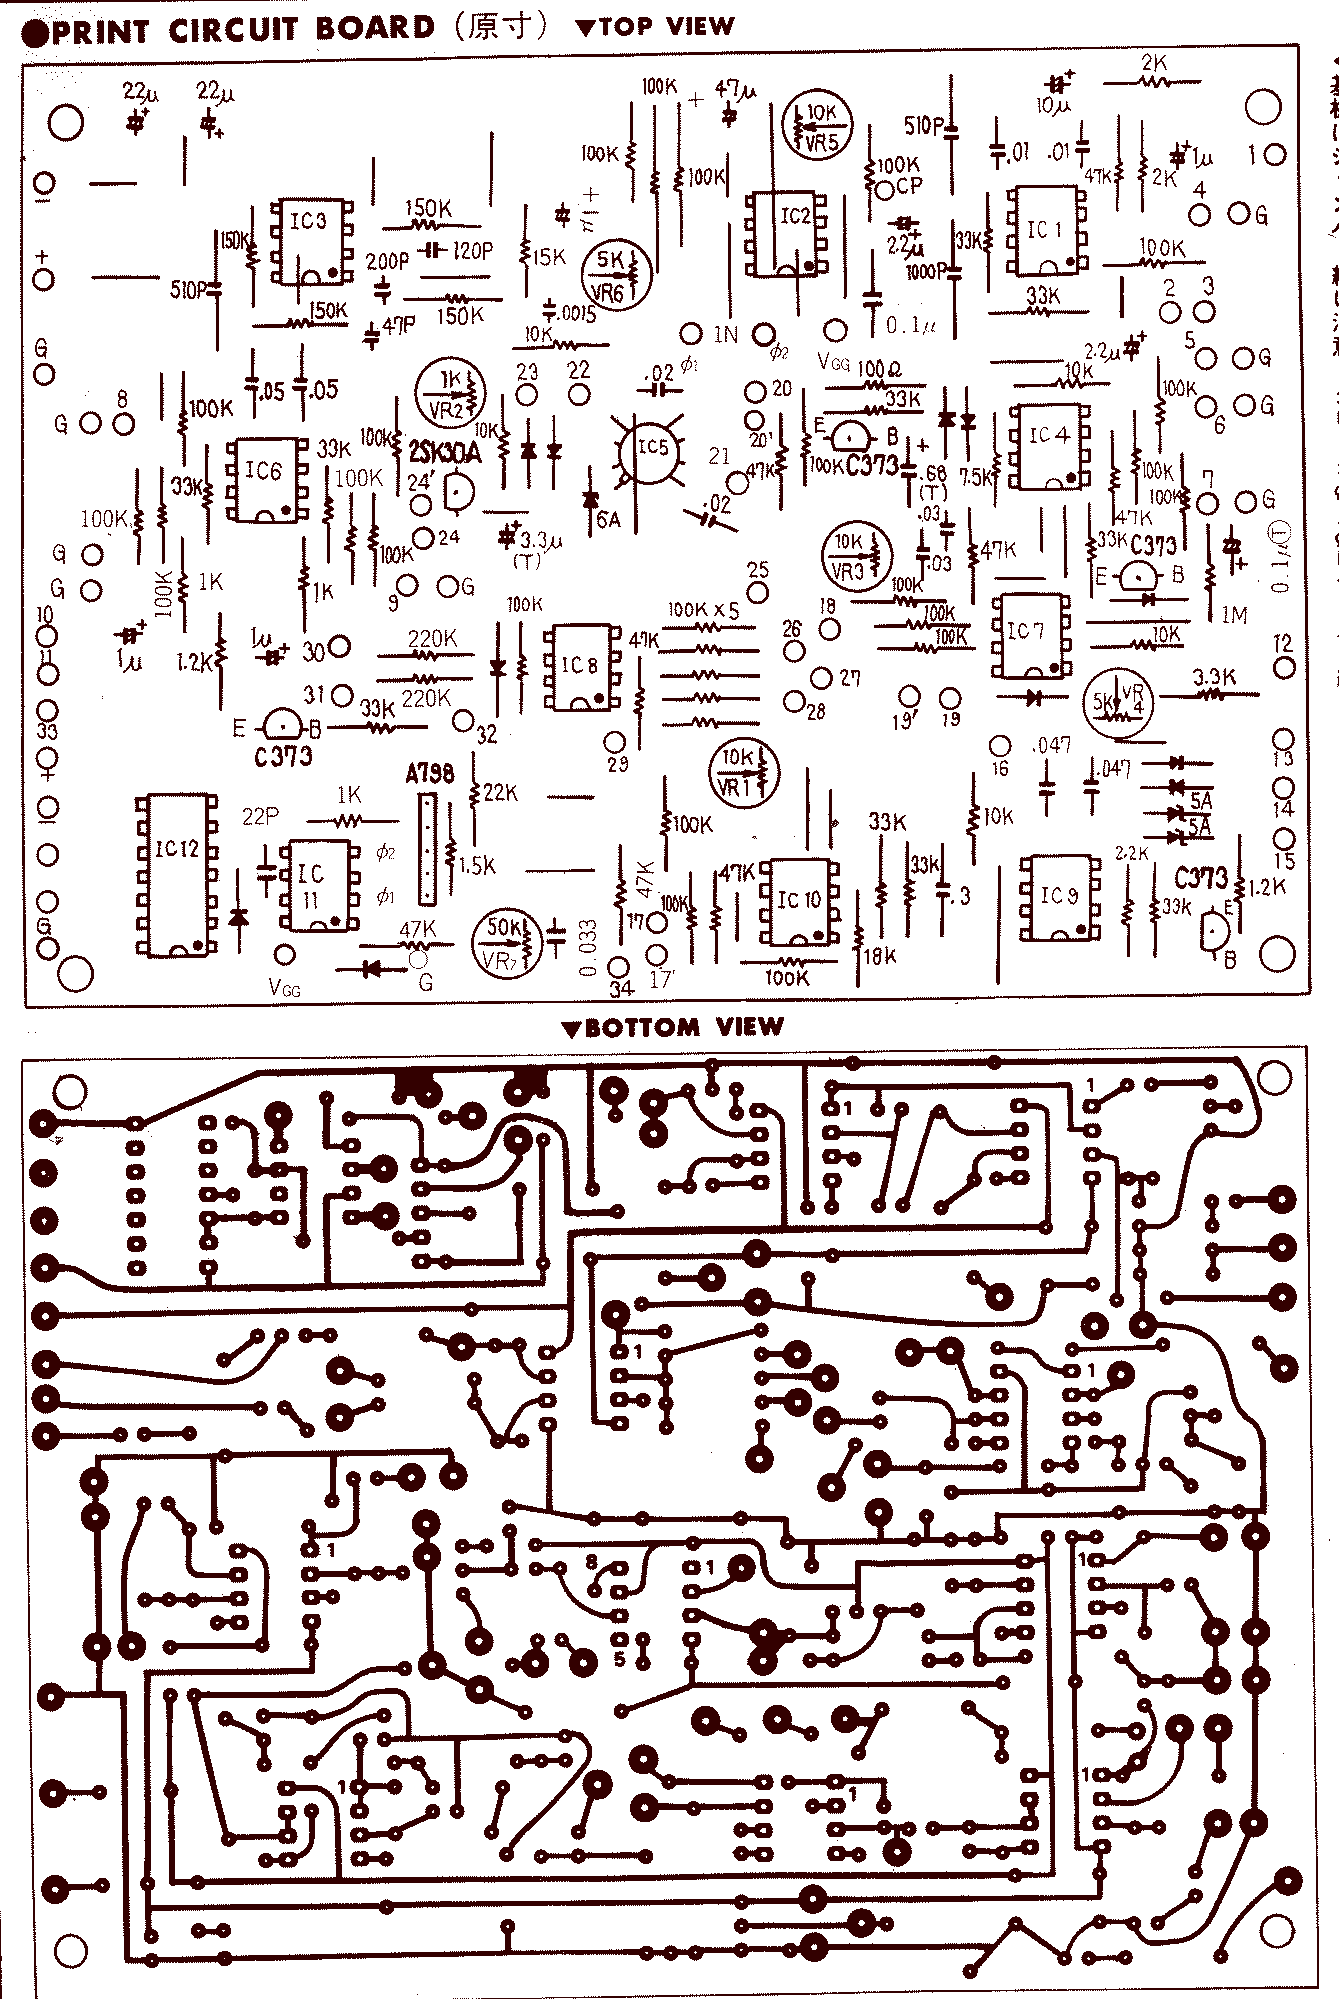 ●PRINT CIRCUIT BOARD (原寸) ▼TOP VIEW
22μ 22μ 100K + 47μ 10K VR5 510P 10μ 2K
100K 100K 100K CP .01 .01 47K 2K 1μ 1
− 150K IC3 150K +1μ IC2 22μ 33K IC1 4 G
+ 150K 200P 120P 15K 5K VR6 1000P 100K
510P 150K 47P 150K .0015 0.1μ 33K 2 3
10K φ1 1N φ2 VGG 2.2μ 5 G
G .05 .05 1K VR2 23 22 .02 20 100Ω 33K 10K 100K
G 8 100K 100K 10K IC5 20' E B C373 + IC4 6 G
IC6 33K 2SK30A 21 47K 100K .68 (T) 7.5K 100K
33K 100K 24' 6A .02 .03 47K 100K 7 G
100K 100K 24 3.3μ (T) 10K VR3 .03 47K 33K C373
G E B 0.1μ(T)
G 100K 1K 1K 9 G 25 100K 1M
10 100K 100K x 5 18 100K IC7
11 1μ 1.2K 1μ 30 220K IC8 47K 26 100K 10K 12
31 220K 27 3.3K
33 E B C373 33K 32 28 19' 19 5K VR4
+ A798 29 10K VR1 16 .047 .047 13
− 1K 22K 5A 14
IC12 22P φ2 100K 33K 10K 5A 15
IC11 φ1 1.5K 47K 47K IC10 33K .3 IC9 2.2K C373 1.2K
G 47K 50K VR7 0.033 17 100K 18K 33K E
VGG G 34 17' 100K B
▼BOTTOM VIEW
1
1
1
1
1
8 1 1
5
1 1 1